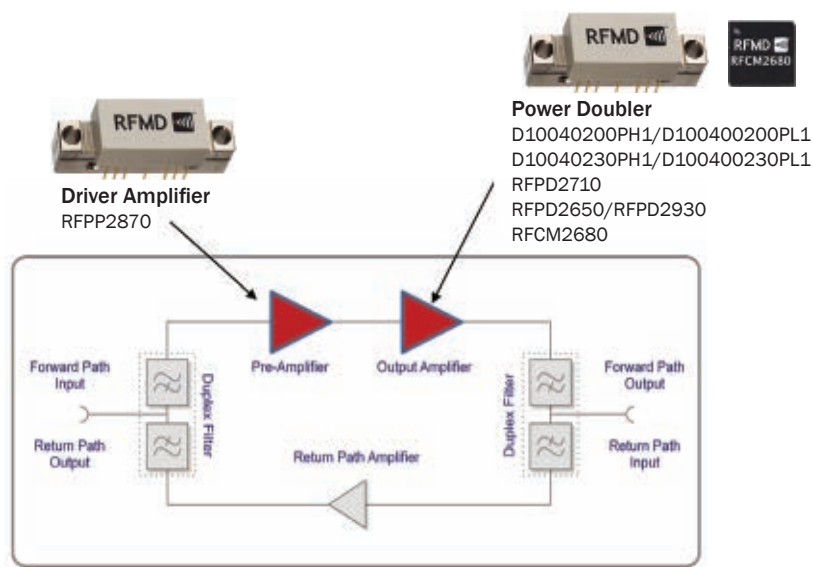 RFMD
RFMD
RFCM2680
Power Doubler
D10040200PH1/D100400200PL1
D10040230PH1/D100400230PL1
RFPD2710
RFPD2650/RFPD2930
RFCM2680
RFMD
Driver Amplifier
RFPP2870
Pre-Amplifier
Output Amplifier
Forward Path
Input
Duplex Filter
Return Path
Output
Return Path Amplifier
Duplex Filter
Forward Path
Output
Return Path
Input